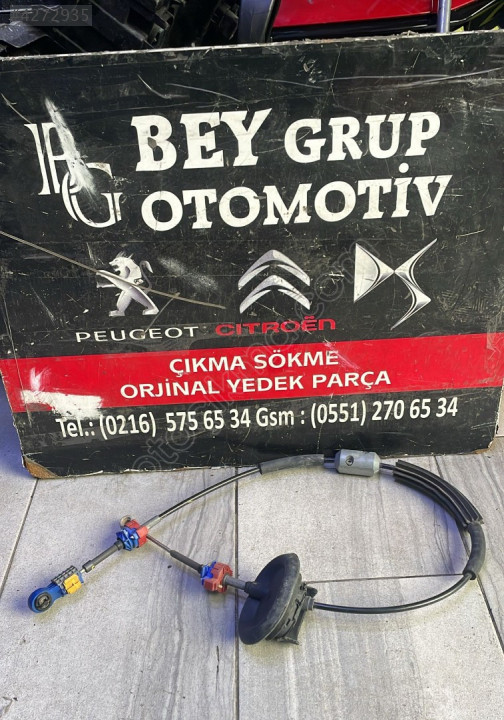 4272935
BG
BEY GRUP
OTOMOTİV
PEUGEOT CITROËN
ÇIKMA SÖKME
ORJİNAL YEDEK PARÇA
Tel.: (0216) 575 65 34 Gsm : (0551) 270 65 34